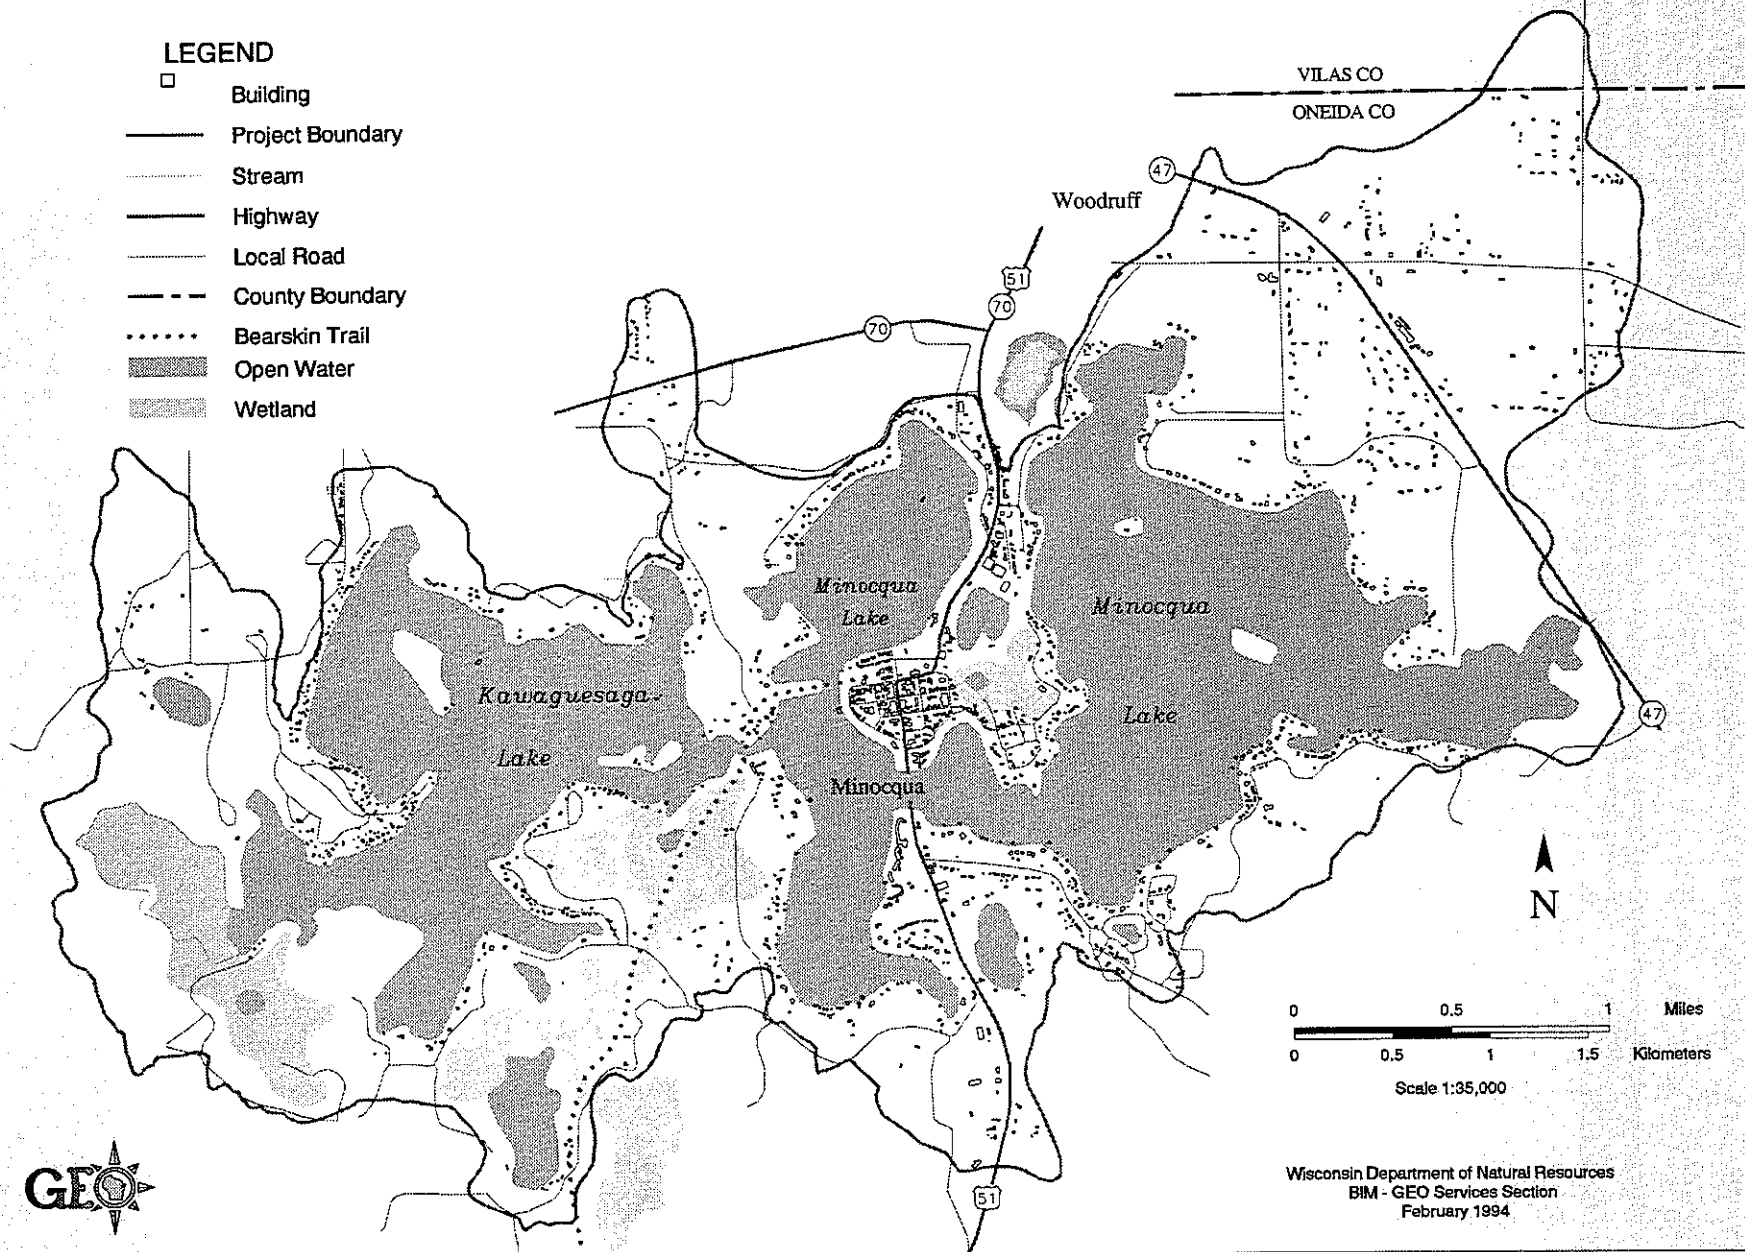 LEGEND
Building
Project Boundary
Stream
Highway
Local Road
County Boundary
Bearskin Trail
Open Water
Wetland
VILAS CO
ONEIDA CO
47
Woodruff
51
70
70
Minocqua
Lake
Minocqua
Lake
Kawaguesaga
Lake
Minocqua
47
N
0 0.5 1 Miles
0 0.5 1 1.5 Kilometers
Scale 1:35,000
GEO
Wisconsin Department of Natural Resources
BIM - GEO Services Section
February 1994
51